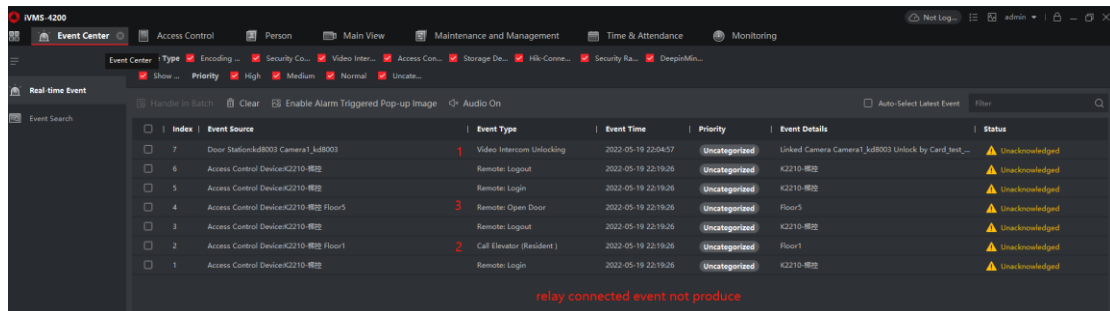 iVMS-4200
Not Log... admin
Event Center Access Control Person Main View Maintenance and Management Time & Attendance Monitoring
Event Center Type Encoding ... Security Co... Video Inter... Access Con... Storage De... Hik-Conne... Security Ra... DeepinMin...
Show ... Priority High Medium Normal Uncate...
Real-time Event
Event Search
Handle in Batch Clear Enable Alarm Triggered Pop-up Image Audio On Auto-Select Latest Event Filter
Index Event Source Event Type Event Time Priority Event Details Status
7 Door Station:kd8003 Camera1_kd8003 1 Video Intercom Unlocking 2022-05-19 22:04:57 Uncategorized Linked Camera Camera1_kd8003 Unlock by Card_test_... Unacknowledged
6 Access Control Device:K2210-梯控 Remote: Logout 2022-05-19 22:19:26 Uncategorized K2210-梯控 Unacknowledged
5 Access Control Device:K2210-梯控 Remote: Login 2022-05-19 22:19:26 Uncategorized K2210-梯控 Unacknowledged
4 Access Control Device:K2210-梯控 Floor5 3 Remote: Open Door 2022-05-19 22:19:26 Uncategorized Floor5 Unacknowledged
3 Access Control Device:K2210-梯控 Remote: Logout 2022-05-19 22:19:26 Uncategorized K2210-梯控 Unacknowledged
2 Access Control Device:K2210-梯控 Floor1 2 Call Elevator (Resident ) 2022-05-19 22:19:26 Uncategorized Floor1 Unacknowledged
1 Access Control Device:K2210-梯控 Remote: Login 2022-05-19 22:19:26 Uncategorized K2210-梯控 Unacknowledged
relay connected event not produce